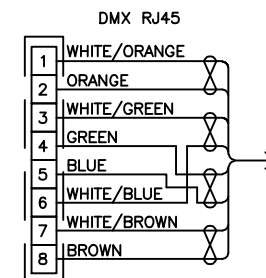 DMX RJ45
1 WHITE/ORANGE
2 ORANGE
3 WHITE/GREEN
4 GREEN
5 BLUE
6 WHITE/BLUE
7 WHITE/BROWN
8 BROWN